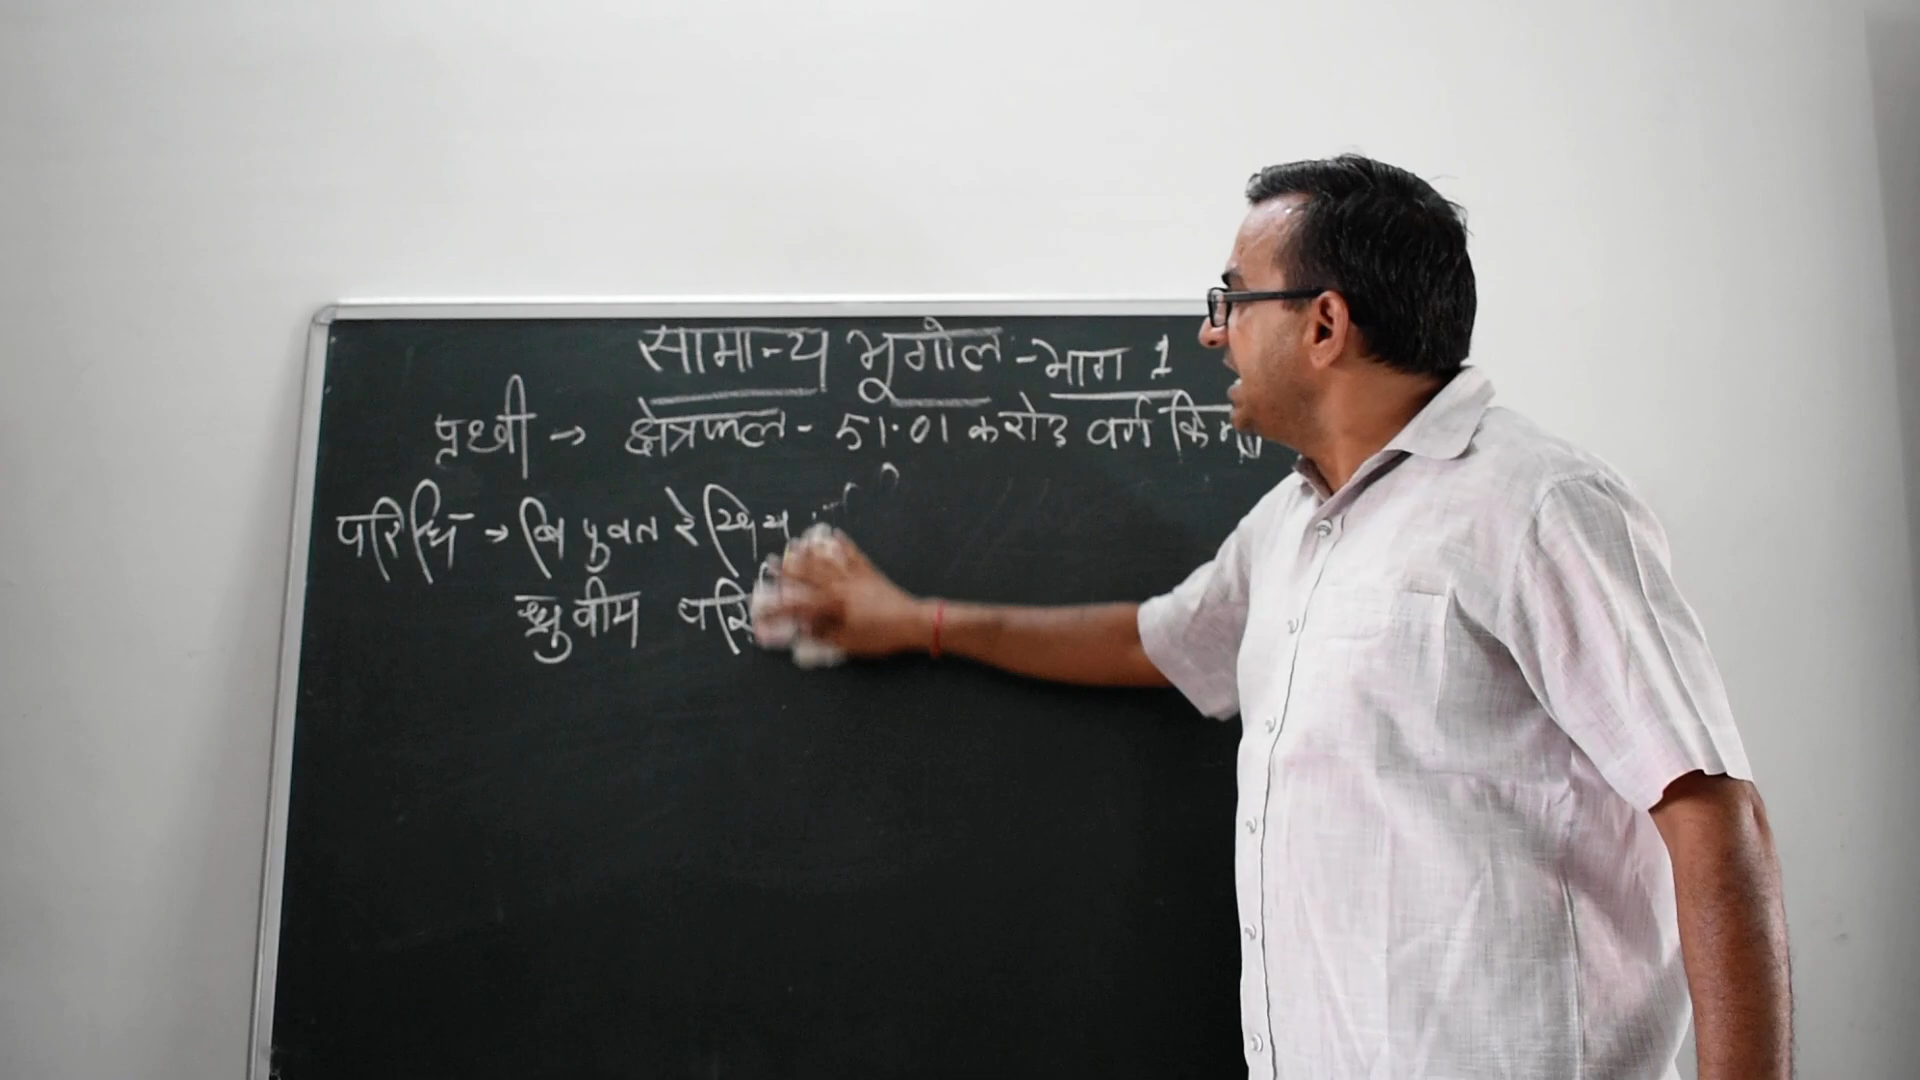 सामान्य भूगोल - भाग 1
पृथ्वी → क्षेत्रफल - 51.01 करोड़ वर्ग किमी
परिधि → विषुवत रेखिय
ध्रुवीय परि